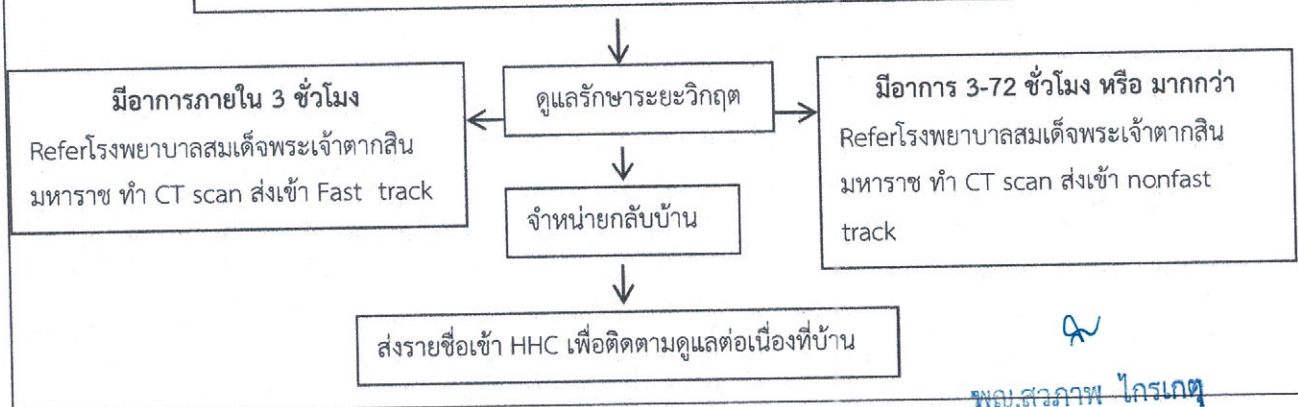 มีอาการภายใน 3 ชั่วโมง
Referโรงพยาบาลสมเด็จพระเจ้าตากสิน
มหาราช ทำ CT scan ส่งเข้า Fast track
ดูแลรักษาระยะวิกฤต
มีอาการ 3-72 ชั่วโมง หรือ มากกว่า
Referโรงพยาบาลสมเด็จพระเจ้าตากสิน
มหาราช ทำ CT scan ส่งเข้า nonfast
track
จำหน่ายกลับบ้าน
ส่งรายชื่อเข้า HHC เพื่อติดตามดูแลต่อเนื่องที่บ้าน
พญ.สุวภาพ ไกรเกตุ